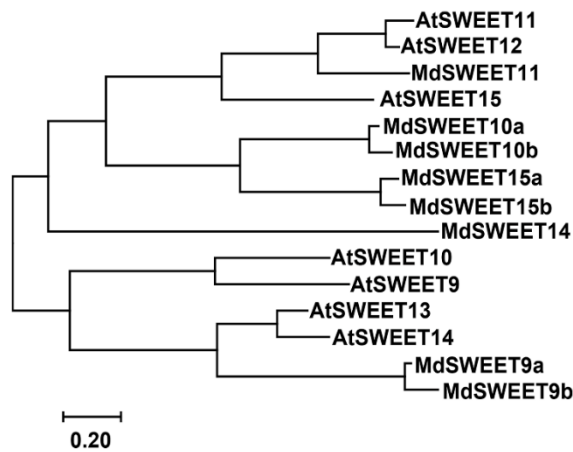 AtSWEET11
AtSWEET12
MdSWEET11
AtSWEET15
MdSWEET10a
MdSWEET10b
MdSWEET15a
MdSWEET15b
MdSWEET14
AtSWEET10
AtSWEET9
AtSWEET13
AtSWEET14
MdSWEET9a
MdSWEET9b
0.20